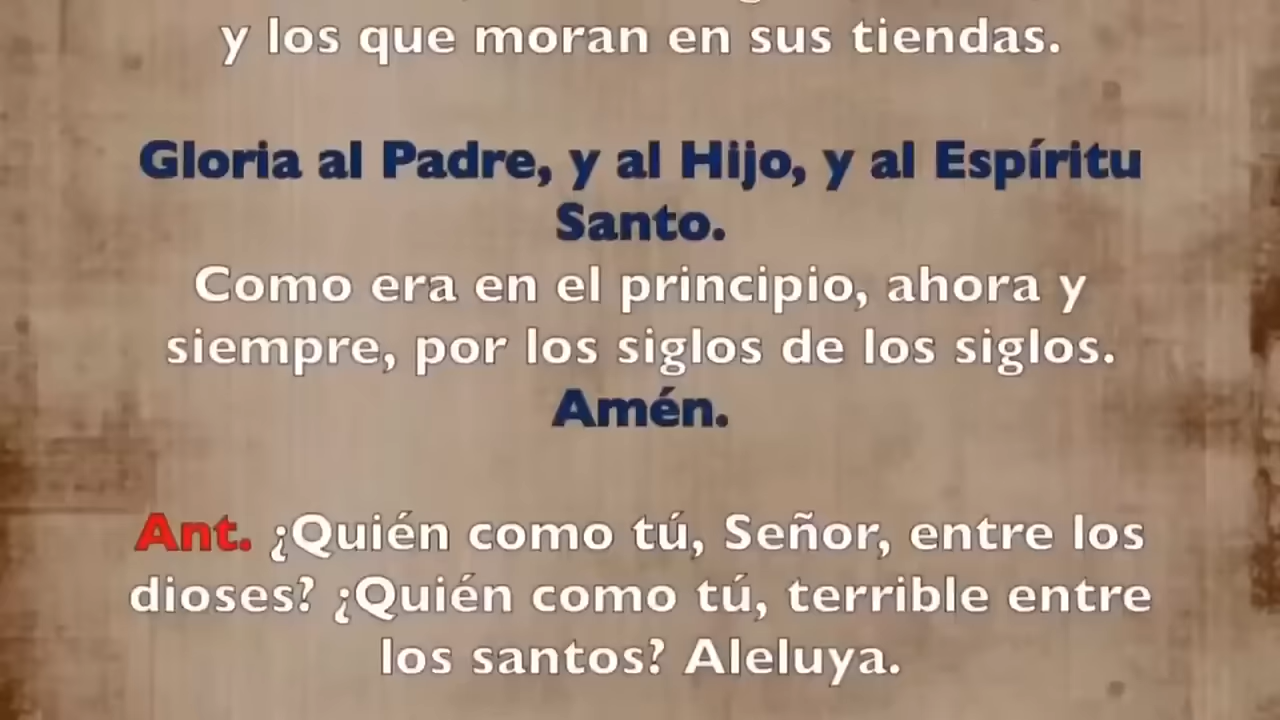 y los que moran en sus tiendas.
Gloria al Padre, y al Hijo, y al Espíritu
Santo.
Como era en el principio, ahora y
siempre, por los siglos de los siglos.
Amén.
Ant. ¿Quién como tú, Señor, entre los
dioses? ¿Quién como tú, terrible entre
los santos? Aleluya.